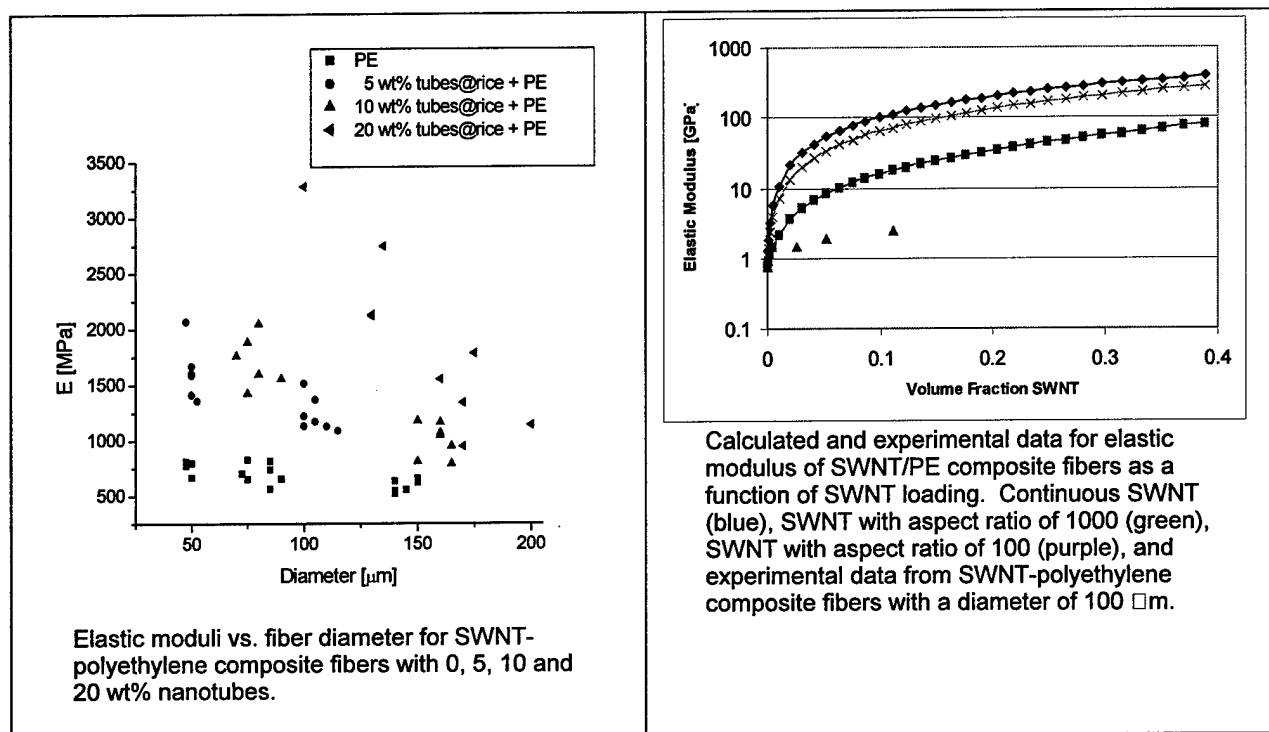 PE
5 wt% tubes@rice + PE
10 wt% tubes@rice + PE
20 wt% tubes@rice + PE
3500
3000
2500
2000
1500
1000
500
E [MPa]
50
100
150
200
Diameter [μm]
Elastic moduli vs. fiber diameter for SWNT-
polyethylene composite fibers with 0, 5, 10 and
20 wt% nanotubes.
1000
100
10
1
0.1
Elastic Modulus [GPa]
0
0.1
0.2
0.3
0.4
Volume Fraction SWNT
Calculated and experimental data for elastic
modulus of SWNT/PE composite fibers as a
function of SWNT loading. Continuous SWNT
(blue), SWNT with aspect ratio of 1000 (green),
SWNT with aspect ratio of 100 (purple), and
experimental data from SWNT-polyethylene
composite fibers with a diameter of 100 □m.